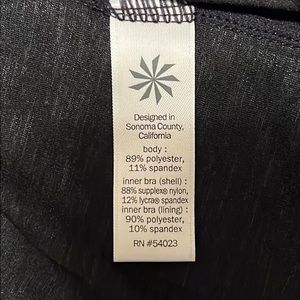 Designed in
Sonoma County,
California
body :
89% polyester,
11% spandex
inner bra (shell) :
88% supplex® nylon,
12% lycra® spandex
inner bra (lining) :
90% polyester,
10% spandex
RN #54023